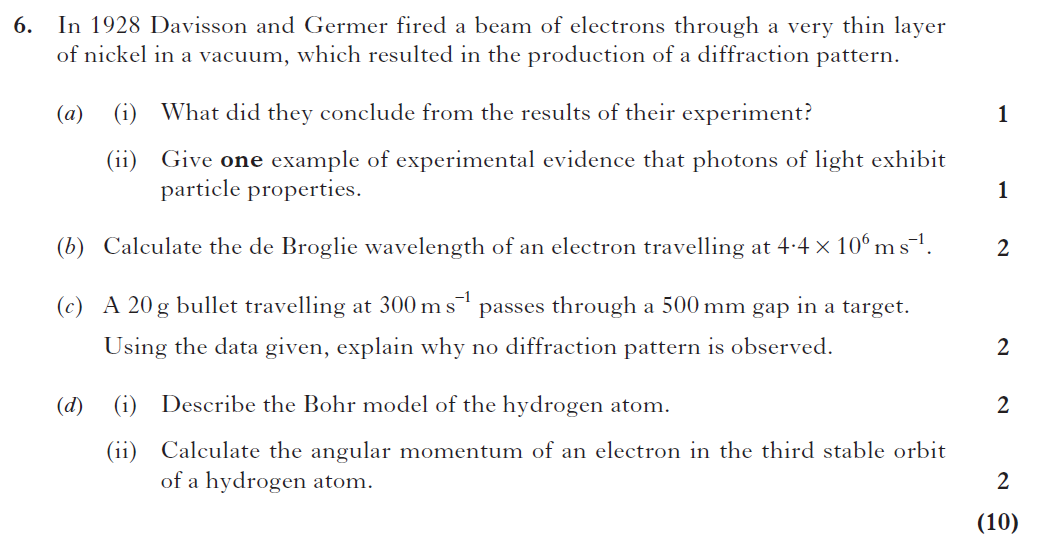 6. In 1928 Davisson and Germer fired a beam of electrons through a very thin layer
of nickel in a vacuum, which resulted in the production of a diffraction pattern.
(a) (i) What did they conclude from the results of their experiment? 1
(ii) Give one example of experimental evidence that photons of light exhibit
particle properties. 1
(b) Calculate the de Broglie wavelength of an electron travelling at 4·4 × 10⁶ m s⁻¹. 2
(c) A 20 g bullet travelling at 300 m s⁻¹ passes through a 500 mm gap in a target.
Using the data given, explain why no diffraction pattern is observed. 2
(d) (i) Describe the Bohr model of the hydrogen atom. 2
(ii) Calculate the angular momentum of an electron in the third stable orbit
of a hydrogen atom. 2
(10)